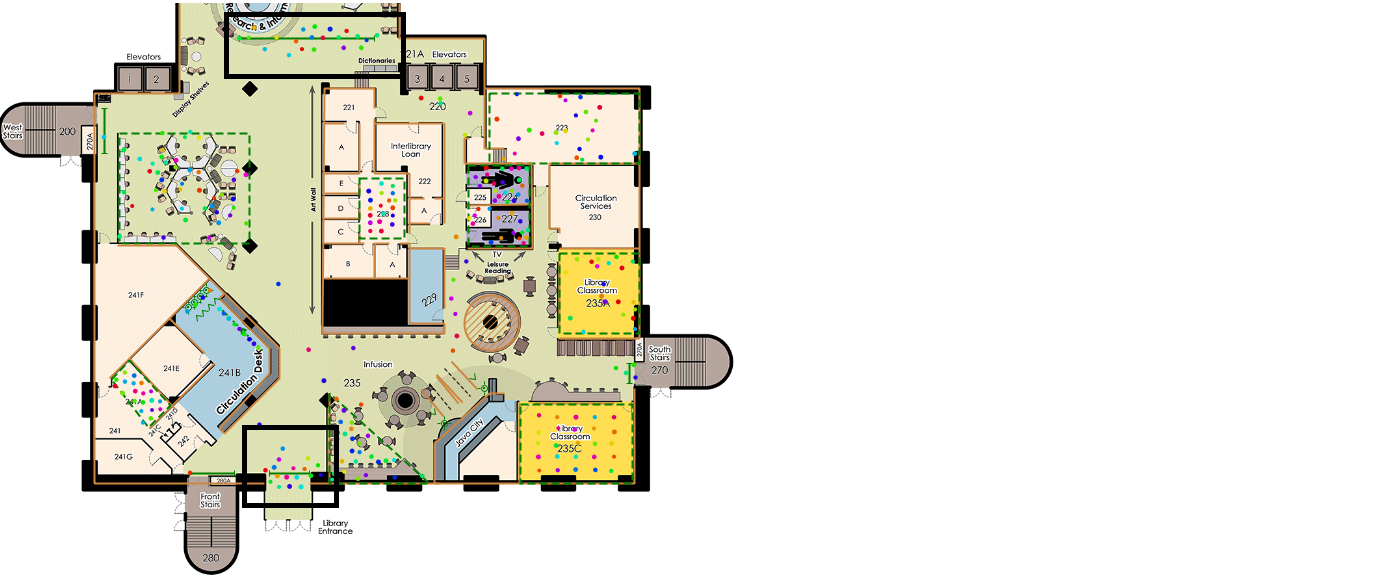 Research & Inform
Dictionaries
21A
Elevators
3
4
5
Elevators
1
2
Display Shelves
West
Stairs
200
270A
Art Wall
221
A
E
D
C
B
A
Interlibrary
Loan
222
A
228
220
223
224
225
226
227
Circulation
Services
230
TV
Leisure
Reading
229
Library
Classroom
235A
270A
South
Stairs
270
Infusion
235
Java City
Library
Classroom
235C
241F
241E
241B
Circulation Desk
241A
241D
241C
242
241
241G
280A
Front
Stairs
280
Library
Entrance